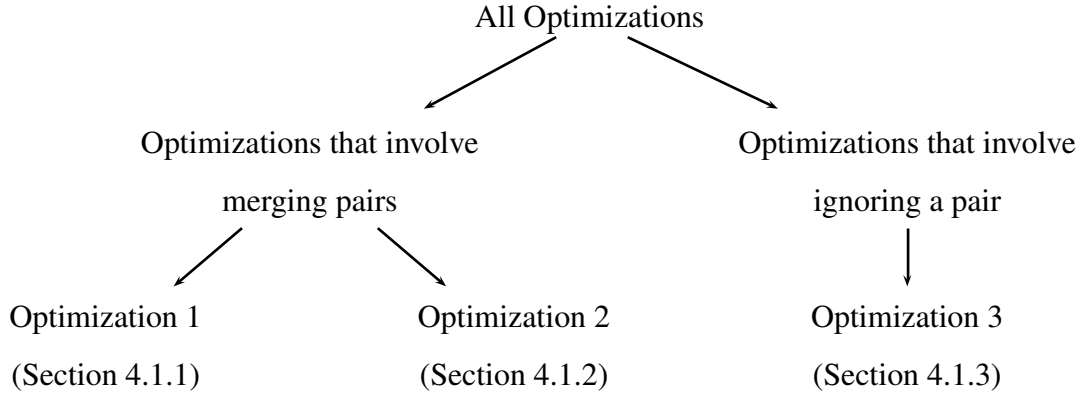 All Optimizations
Optimizations that involve
merging pairs
Optimizations that involve
ignoring a pair
Optimization 1
(Section 4.1.1)
Optimization 2
(Section 4.1.2)
Optimization 3
(Section 4.1.3)